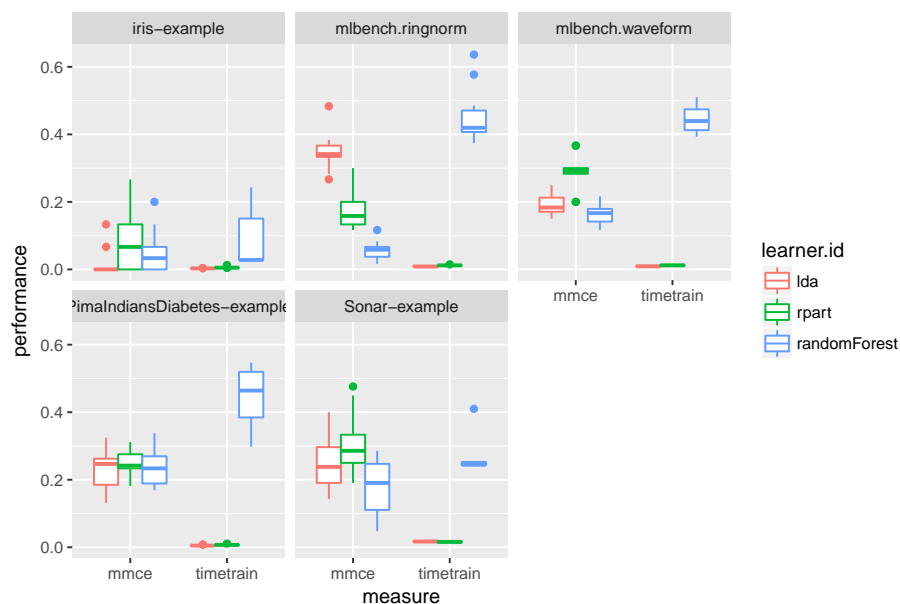 iris−example
mlbench.ringnorm
mlbench.waveform
0.6
0.4
0.2
0.0
mmce
timetrain
PimaIndiansDiabetes−example
Sonar−example
0.6
0.4
0.2
0.0
mmce
timetrain
mmce
timetrain
measure
performance
learner.id
lda
rpart
randomForest